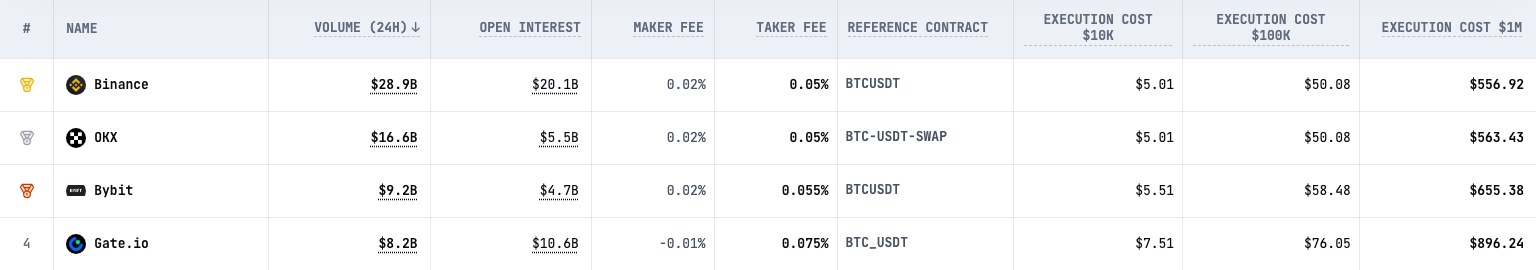 # NAME VOLUME (24H) ↓ OPEN INTEREST MAKER FEE TAKER FEE REFERENCE CONTRACT EXECUTION COST $10K EXECUTION COST $100K EXECUTION COST $1M
Binance $28.9B $20.1B 0.02% 0.05% BTCUSDT $5.01 $50.08 $556.92
OKX $16.6B $5.5B 0.02% 0.05% BTC-USDT-SWAP $5.01 $50.08 $563.43
Bybit $9.2B $4.7B 0.02% 0.055% BTCUSDT $5.51 $58.48 $655.38
4 Gate.io $8.2B $10.6B -0.01% 0.075% BTC_USDT $7.51 $76.05 $896.24